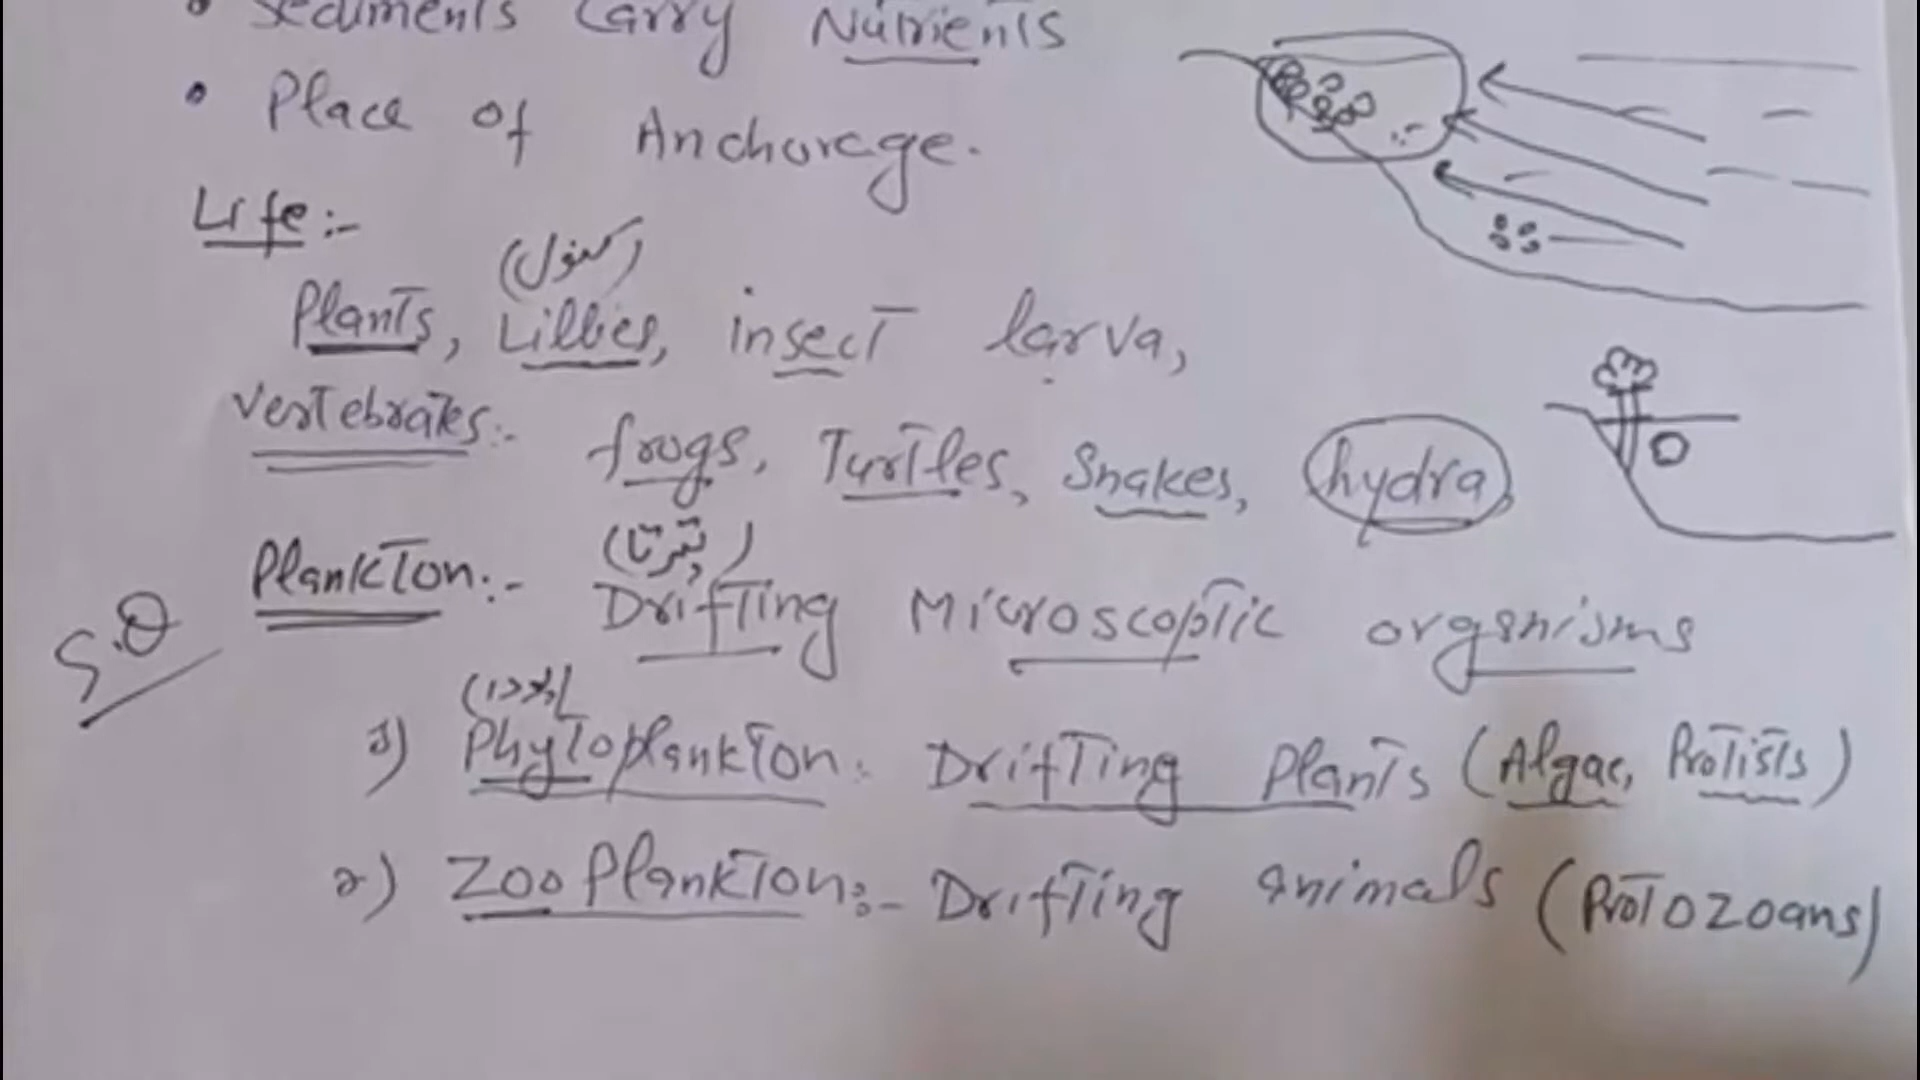 • Sediments Carry Nutrients
• Place of Anchorage.
Life:-
(کنول)
Plants, Lillies, insect larva,
Vertebrates:- frogs, Turtles, Snakes, hydra,
(تیرتا)
S.Q Plankton:- Drifting Microscoptic organisms
1) Phytoplankton: Drifting Plants (Algae, Protists)
2) Zooplankton:- Drifting animals (Protozoans)